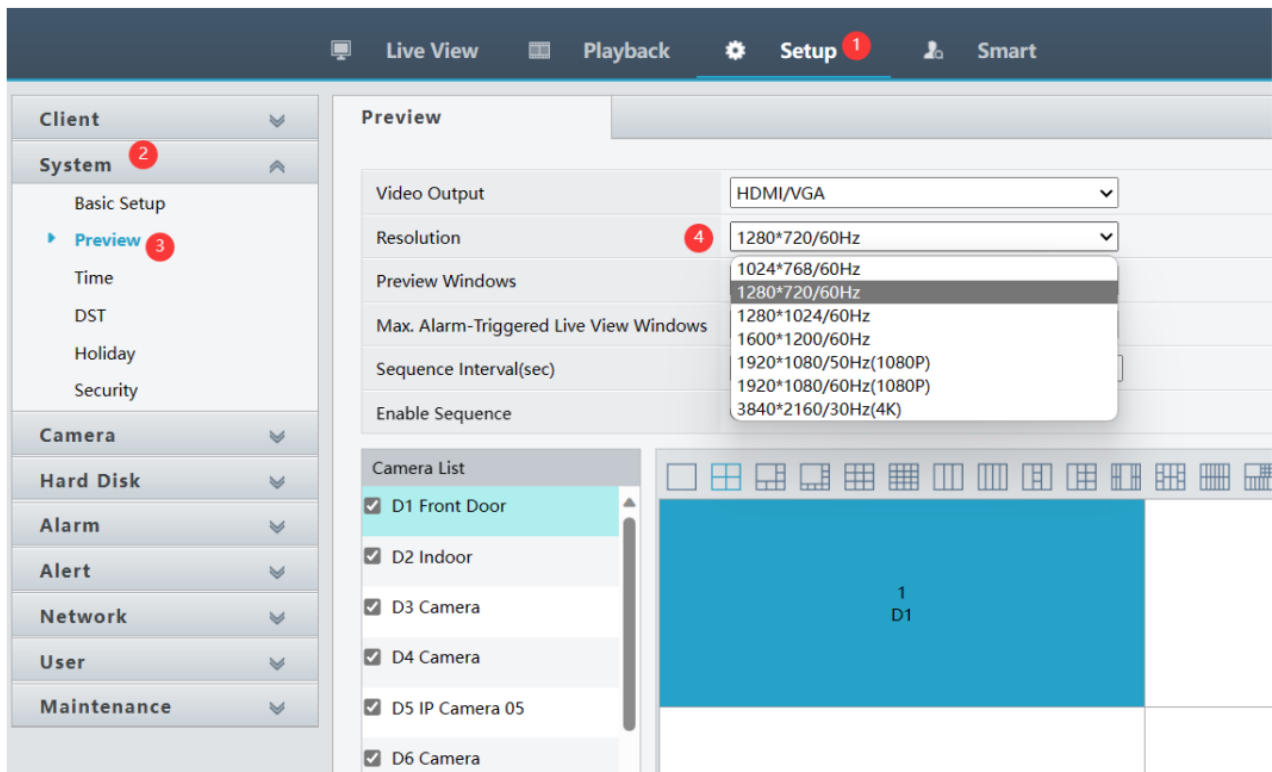 Live View Playback Setup 1 Smart
Client
System 2
Basic Setup
Preview 3
Time
DST
Holiday
Security
Camera
Hard Disk
Alarm
Alert
Network
User
Maintenance
Preview
Video Output HDMI/VGA
Resolution 4 1280*720/60Hz
1024*768/60Hz
1280*720/60Hz
1280*1024/60Hz
1600*1200/60Hz
1920*1080/50Hz(1080P)
1920*1080/60Hz(1080P)
3840*2160/30Hz(4K)
Preview Windows
Max. Alarm-Triggered Live View Windows
Sequence Interval(sec)
Enable Sequence
Camera List
D1 Front Door
D2 Indoor
D3 Camera
D4 Camera
D5 IP Camera 05
D6 Camera
1
D1